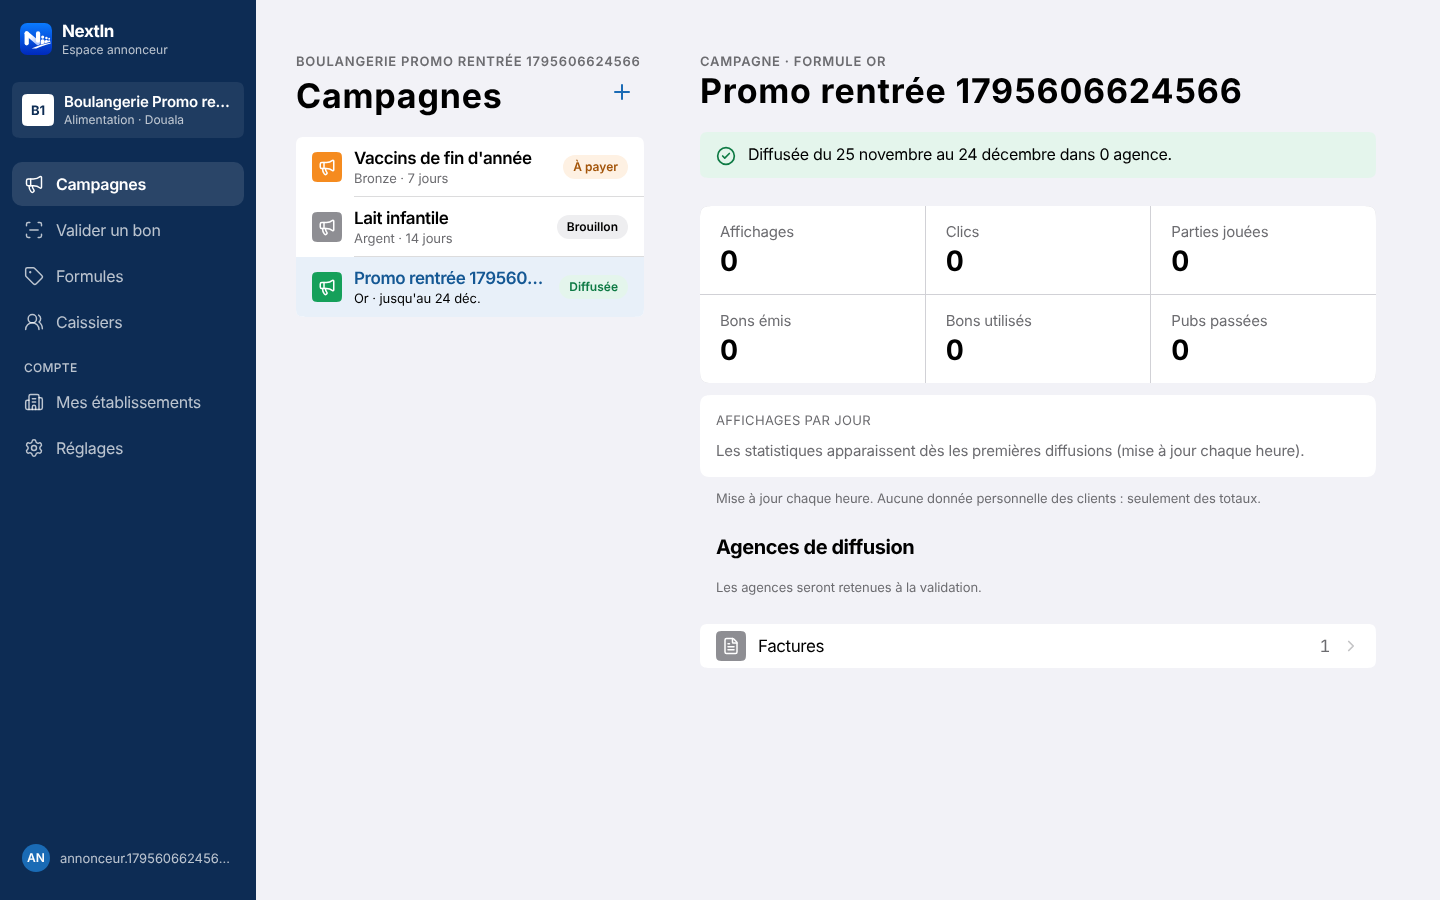 NextIn
Espace annonceur
B1
Boulangerie Promo re...
Alimentation · Douala
Campagnes
Valider un bon
Formules
Caissiers
COMPTE
Mes établissements
Réglages
AN
annonceur.179560662456...
BOULANGERIE PROMO RENTRÉE 1795606624566
Campagnes
Vaccins de fin d'année
Bronze · 7 jours
À payer
Lait infantile
Argent · 14 jours
Brouillon
Promo rentrée 179560...
Or · jusqu'au 24 déc.
Diffusée
CAMPAGNE · FORMULE OR
Promo rentrée 1795606624566
Diffusée du 25 novembre au 24 décembre dans 0 agence.
Affichages
0
Clics
0
Parties jouées
0
Bons émis
0
Bons utilisés
0
Pubs passées
0
AFFICHAGES PAR JOUR
Les statistiques apparaissent dès les premières diffusions (mise à jour chaque heure).
Mise à jour chaque heure. Aucune donnée personnelle des clients : seulement des totaux.
Agences de diffusion
Les agences seront retenues à la validation.
Factures
1